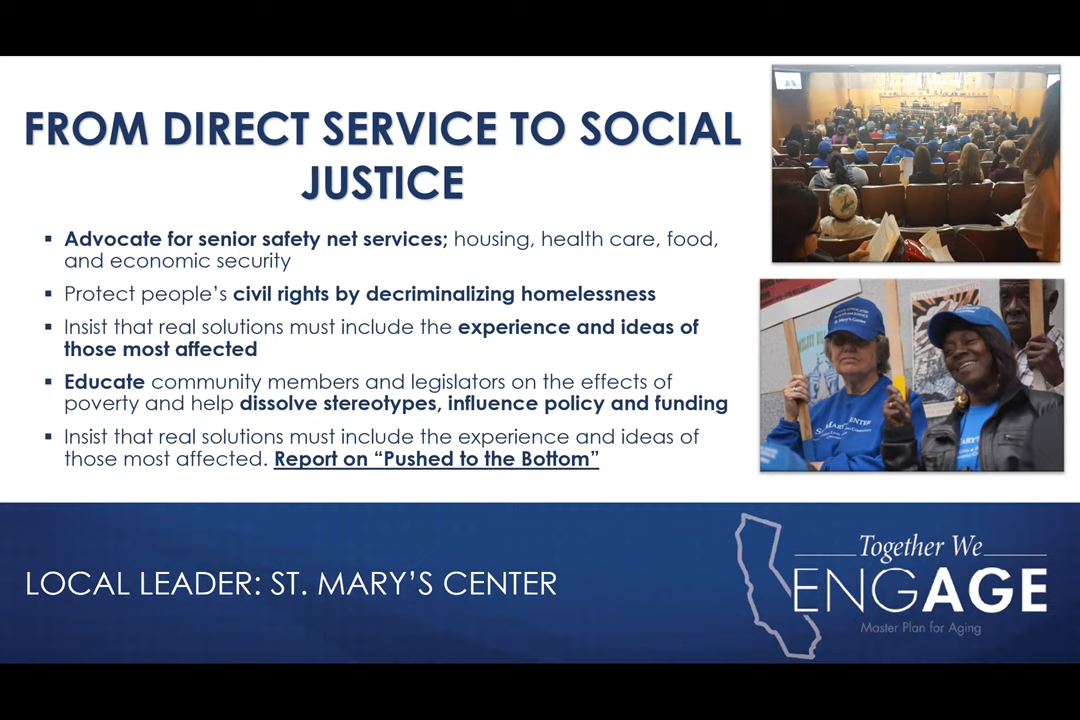 FROM DIRECT SERVICE TO SOCIAL
JUSTICE
▪ Advocate for senior safety net services; housing, health care, food,
and economic security
▪ Protect people’s civil rights by decriminalizing homelessness
▪ Insist that real solutions must include the experience and ideas of
those most affected
▪ Educate community members and legislators on the effects of
poverty and help dissolve stereotypes, influence policy and funding
▪ Insist that real solutions must include the experience and ideas of
those most affected. Report on “Pushed to the Bottom”
St. Mary's Center
LOCAL LEADER: ST. MARY’S CENTER
Together We
ENGAGE
Master Plan for Aging